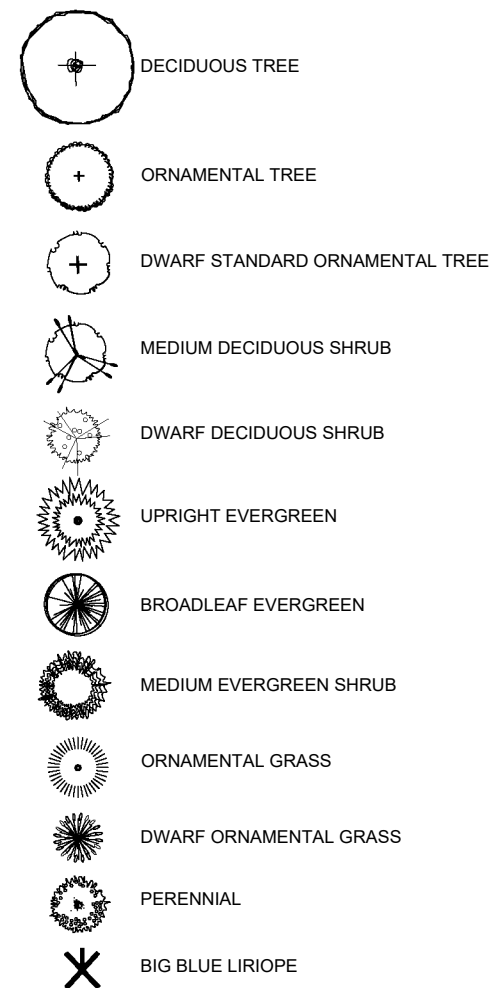 DECIDUOUS TREE
ORNAMENTAL TREE
DWARF STANDARD ORNAMENTAL TREE
MEDIUM DECIDUOUS SHRUB
DWARF DECIDUOUS SHRUB
UPRIGHT EVERGREEN
BROADLEAF EVERGREEN
MEDIUM EVERGREEN SHRUB
ORNAMENTAL GRASS
DWARF ORNAMENTAL GRASS
PERENNIAL
BIG BLUE LIRIOPE